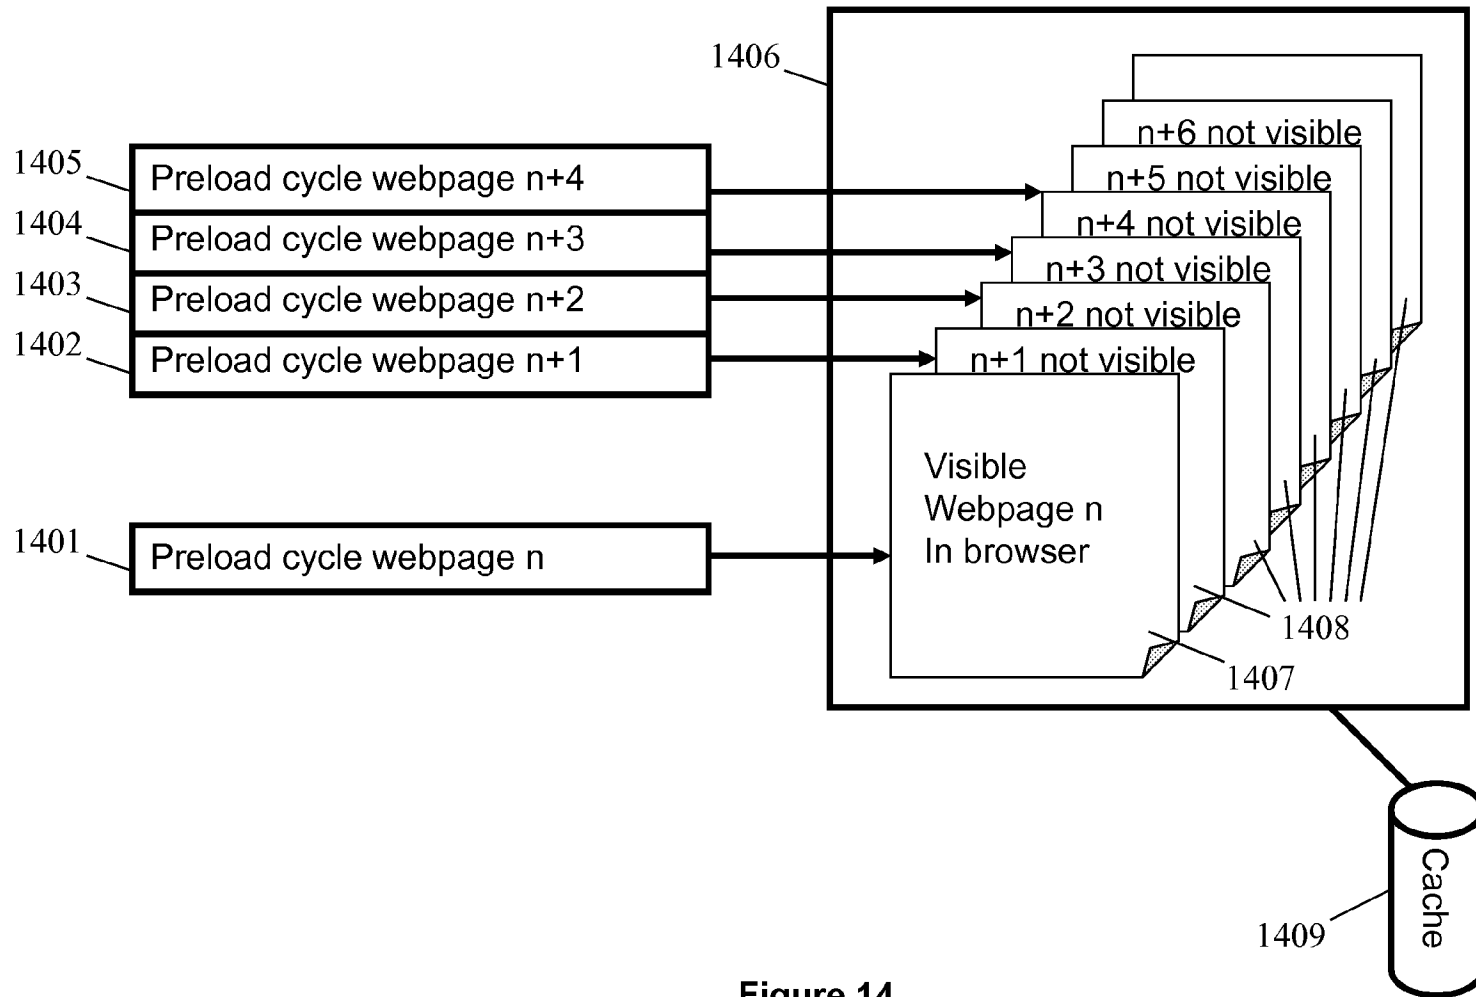 1406
n+6 not visible
1405
Preload cycle webpage n+4
n+5 not visible
1404
Preload cycle webpage n+3
n+4 not visible
1403
Preload cycle webpage n+2
n+3 not visible
1402
Preload cycle webpage n+1
n+2 not visible
n+1 not visible
Visible
Webpage n
In browser
1401
Preload cycle webpage n
1408
1407
Cache
1409
Figure 14